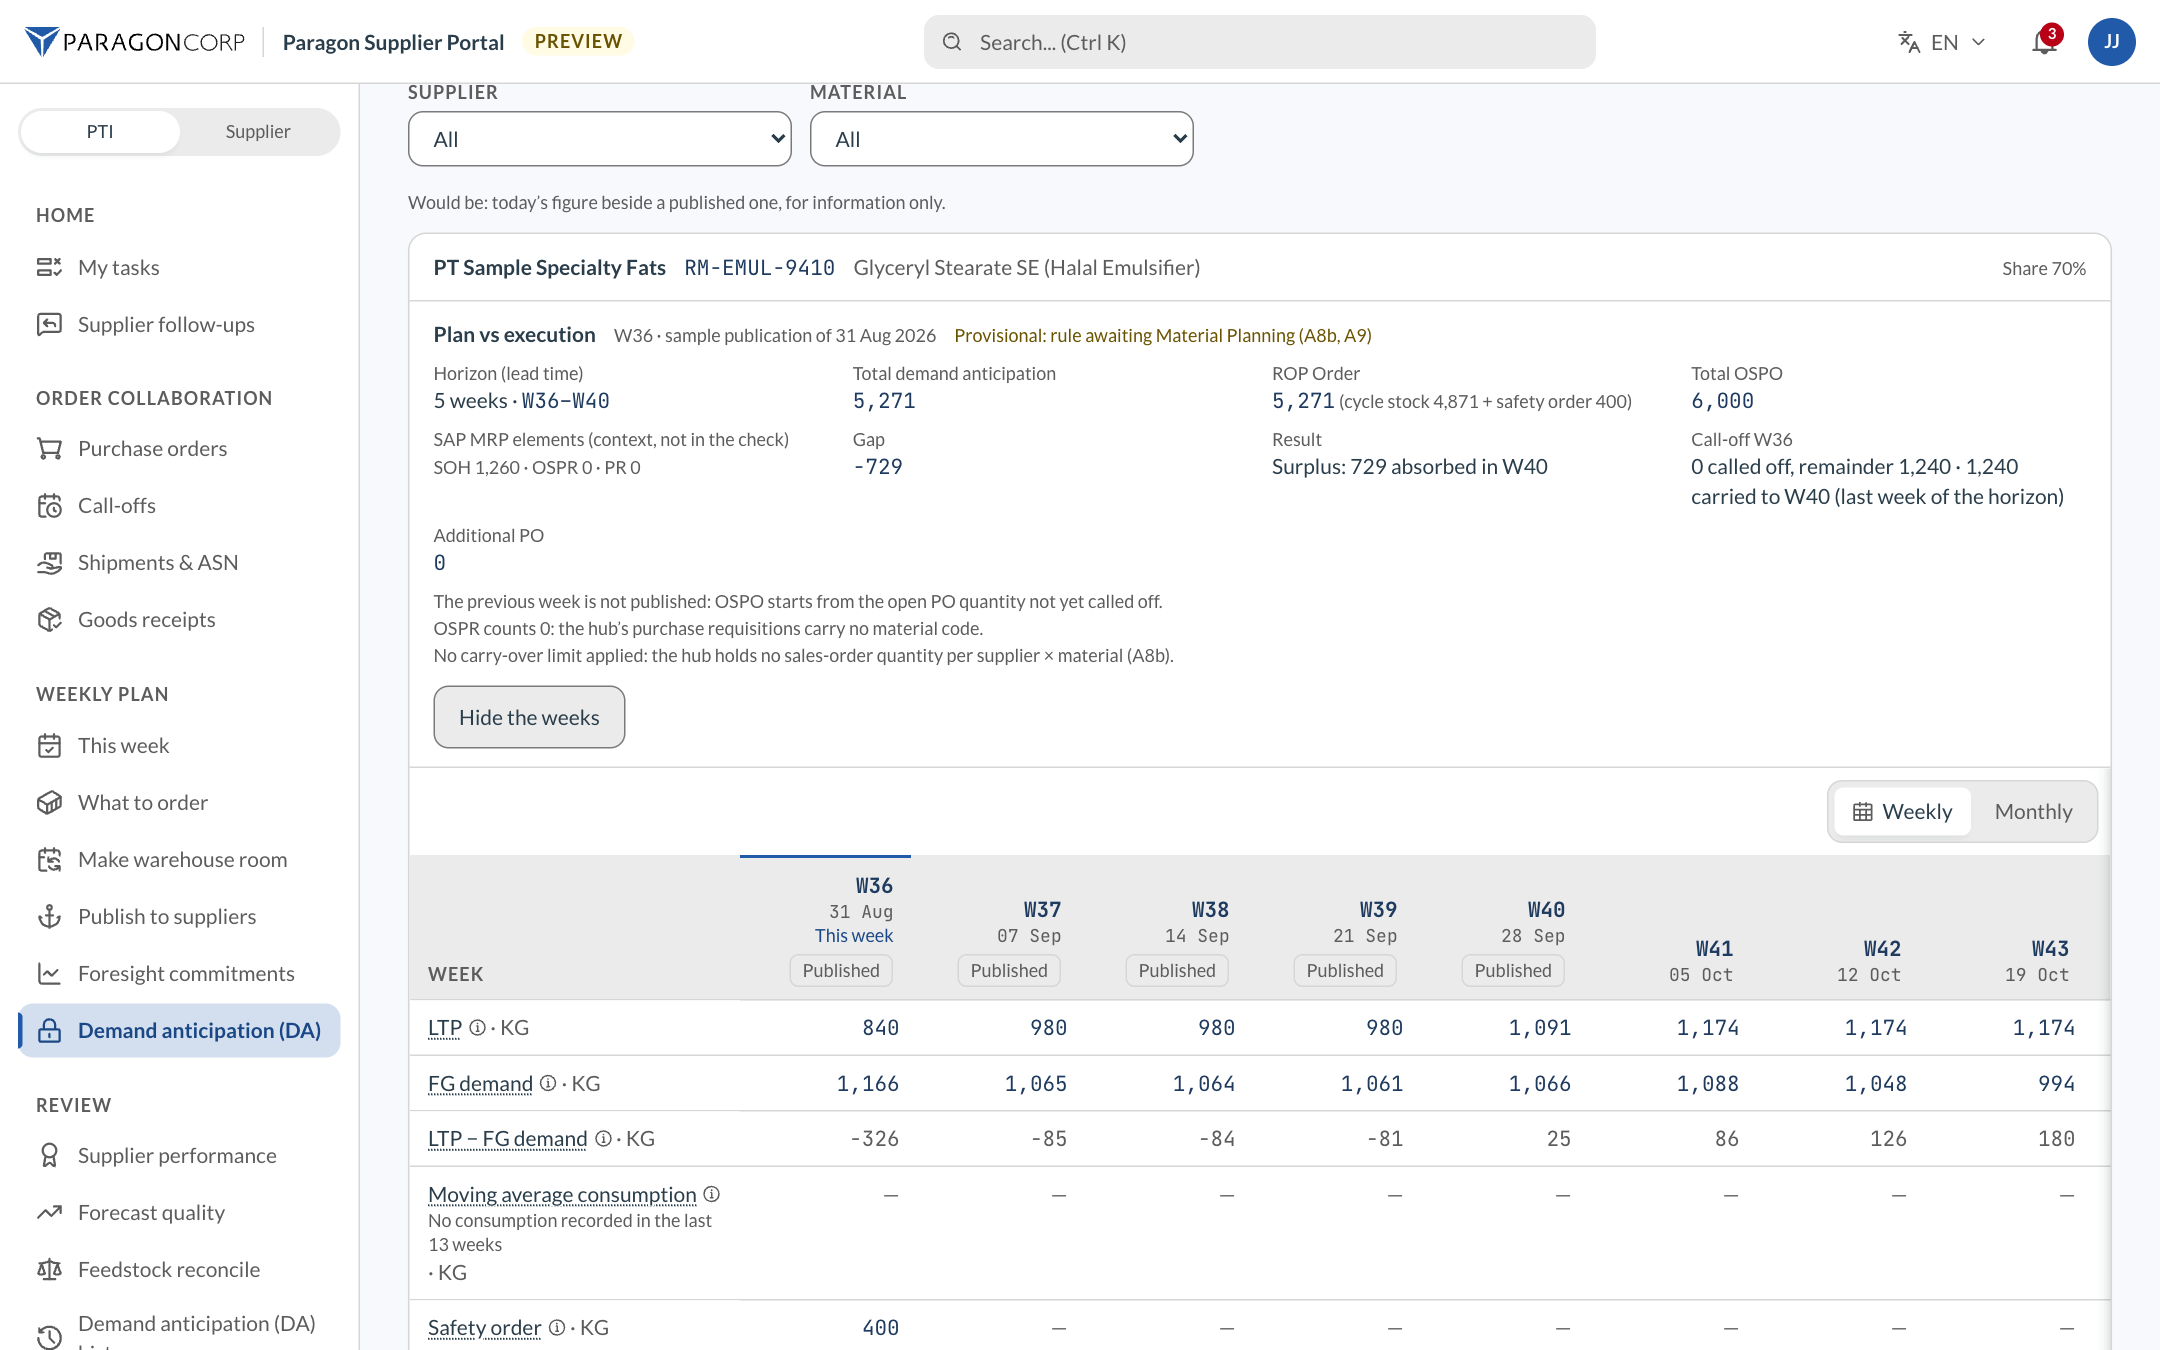 PARAGONCORP
Paragon Supplier Portal
PREVIEW
Search... (Ctrl K)
EN
3
JJ
PTI
Supplier
HOME
My tasks
Supplier follow-ups
ORDER COLLABORATION
Purchase orders
Call-offs
Shipments & ASN
Goods receipts
WEEKLY PLAN
This week
What to order
Make warehouse room
Publish to suppliers
Foresight commitments
Demand anticipation (DA)
REVIEW
Supplier performance
Forecast quality
Feedstock reconcile
Demand anticipation (DA)
SUPPLIER
MATERIAL
All
All
Would be: today's figure beside a published one, for information only.
PT Sample Specialty Fats RM-EMUL-9410 Glyceryl Stearate SE (Halal Emulsifier) Share 70%
Plan vs execution W36 · sample publication of 31 Aug 2026 Provisional: rule awaiting Material Planning (A8b, A9)
Horizon (lead time)
5 weeks · W36–W40
Total demand anticipation
5,271
ROP Order
5,271 (cycle stock 4,871 + safety order 400)
Total OSPO
6,000
SAP MRP elements (context, not in the check)
SOH 1,260 · OSPR 0 · PR 0
Gap
-729
Result
Surplus: 729 absorbed in W40
Call-off W36
0 called off, remainder 1,240 · 1,240
carried to W40 (last week of the horizon)
Additional PO
0
The previous week is not published: OSPO starts from the open PO quantity not yet called off.
OSPR counts 0: the hub's purchase requisitions carry no material code.
No carry-over limit applied: the hub holds no sales-order quantity per supplier × material (A8b).
Hide the weeks
Weekly
Monthly
WEEK
W36
31 Aug
This week
Published
W37
07 Sep
Published
W38
14 Sep
Published
W39
21 Sep
Published
W40
28 Sep
Published
W41
05 Oct
W42
12 Oct
W43
19 Oct
LTP · KG 840 980 980 980 1,091 1,174 1,174 1,174
FG demand · KG 1,166 1,065 1,064 1,061 1,066 1,088 1,048 994
LTP – FG demand · KG -326 -85 -84 -81 25 86 126 180
Moving average consumption — — — — — — — —
No consumption recorded in the last
13 weeks
· KG
Safety order · KG 400 — — — — — — —